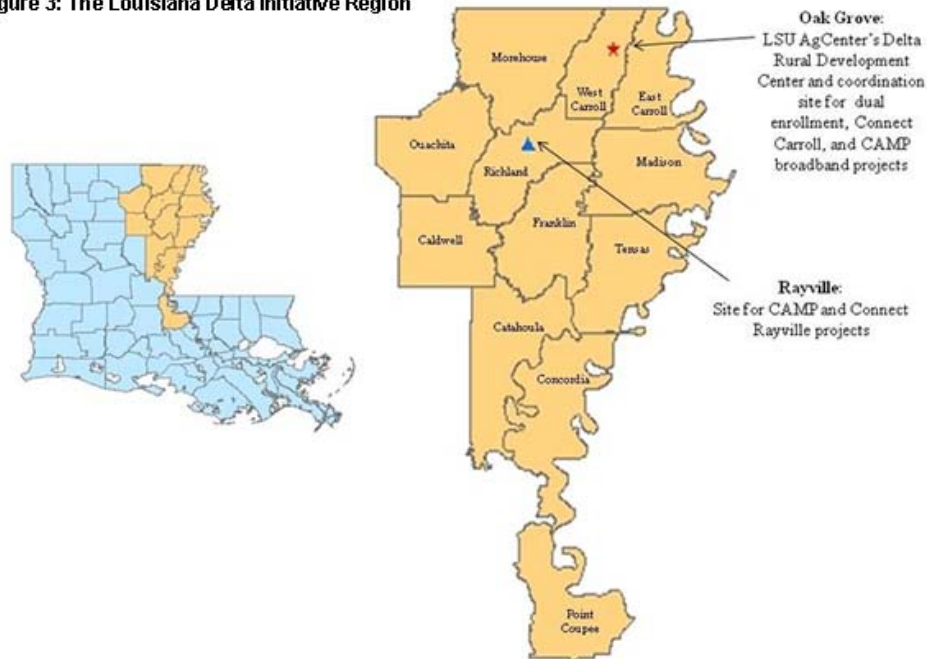 gure 3: The Louisiana Delta Initiative Region
Oak Grove:
LSU AgCenter's Delta
Rural Development
Center and coordination
site for dual
enrollment, Connect
Carroll, and CAMP
broadband projects
Morehouse
West
Carroll
East
Carroll
Ouachita
Richland
Madison
Franklin
Caldwell
Tensas
Rayville:
Site for CAMP and Connect
Rayville projects
Catahoula
Concordia
Point
Coupee